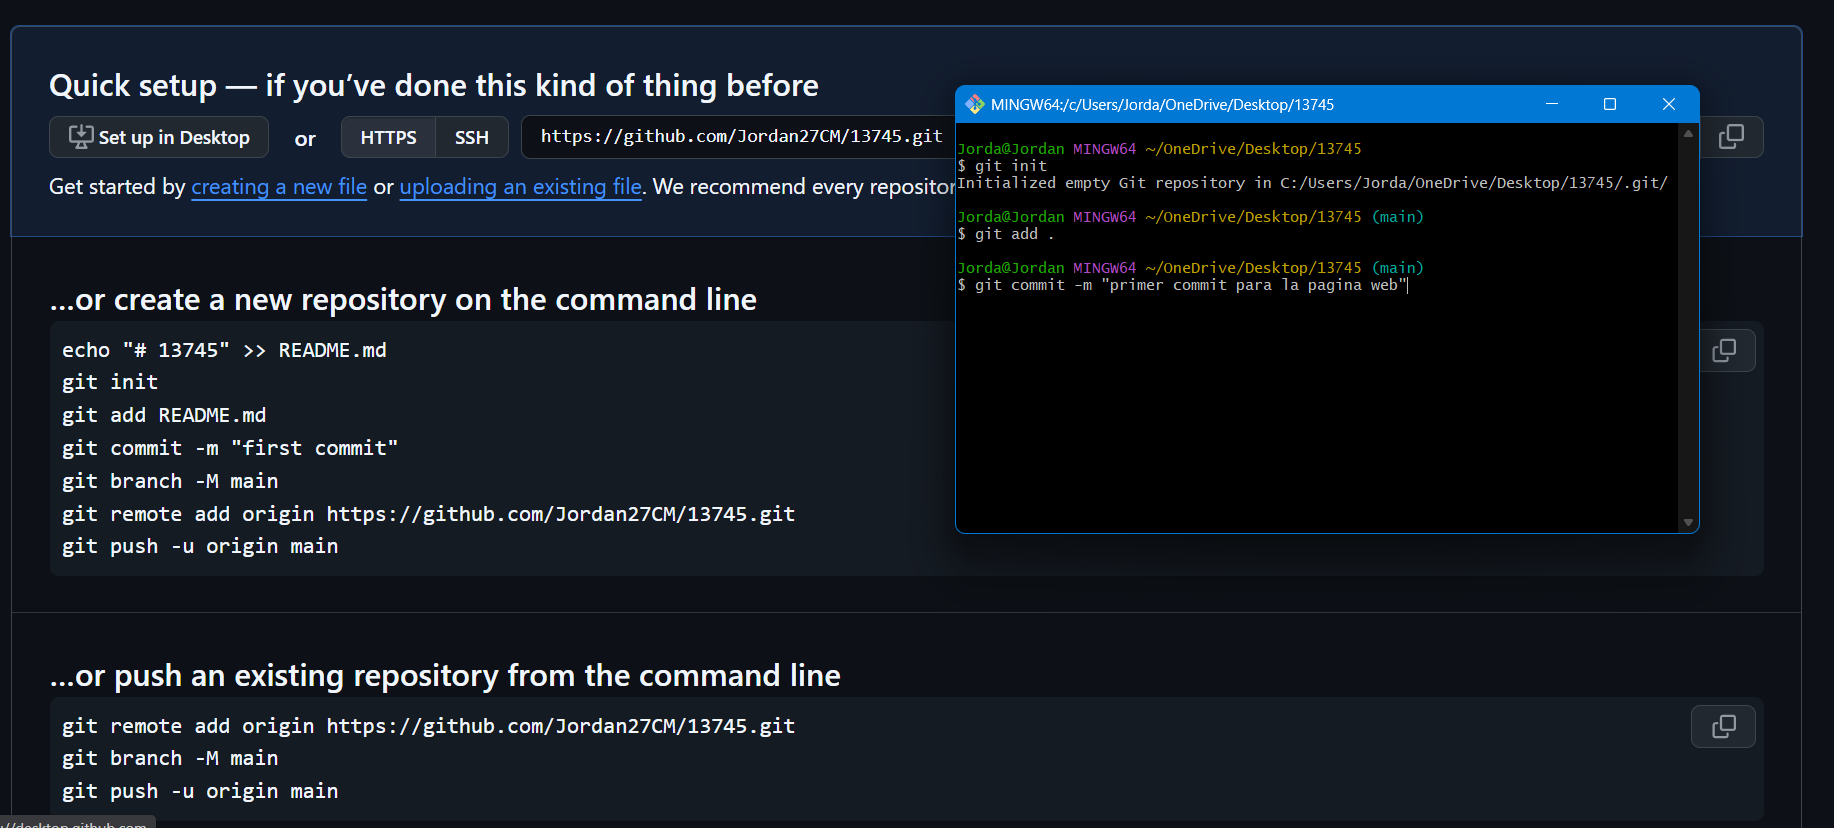 Quick setup — if you’ve done this kind of thing before
Set up in Desktop or HTTPS SSH https://github.com/Jordan27CM/13745.git
Get started by creating a new file or uploading an existing file. We recommend every
...or create a new repository on the command line
echo "# 13745" >> README.md
git init
git add README.md
git commit -m "first commit"
git branch -M main
git remote add origin https://github.com/Jordan27CM/13745.git
git push -u origin main
...or push an existing repository from the command line
git remote add origin https://github.com/Jordan27CM/13745.git
git branch -M main
git push -u origin main
MINGW64:/c/Users/Jorda/OneDrive/Desktop/13745
Jorda@Jordan MINGW64 ~/OneDrive/Desktop/13745
$ git init
Initialized empty Git repository in C:/Users/Jorda/OneDrive/Desktop/13745/.git/
Jorda@Jordan MINGW64 ~/OneDrive/Desktop/13745 (main)
$ git add .
Jorda@Jordan MINGW64 ~/OneDrive/Desktop/13745 (main)
$ git commit -m "primer commit para la pagina web"